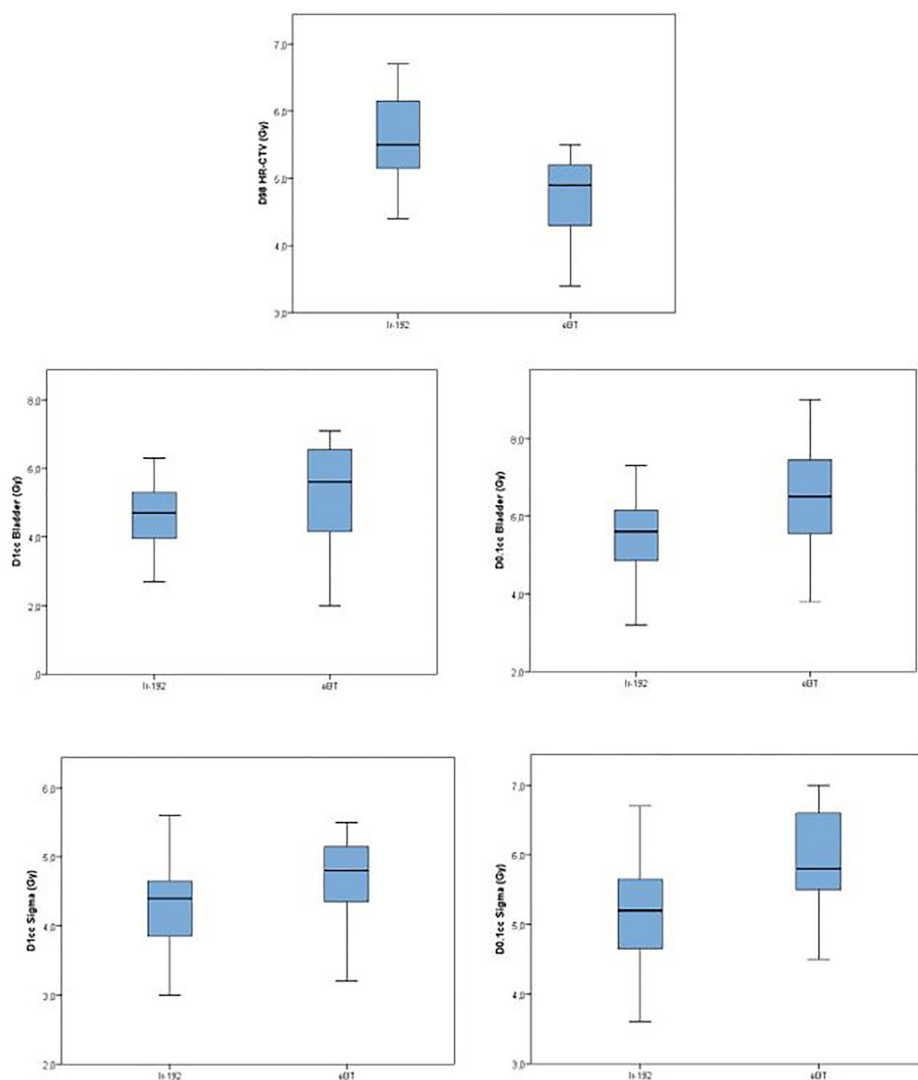 7,0
6,0
5,0
4,0
3,0
D98 HR-CTV (Gy)
Ir-192
eBT
8,0
6,0
4,0
2,0
,0
D1cc Bladder (Gy)
Ir-192
eBT
8,0
6,0
4,0
2,0
D0.1cc Bladder (Gy)
Ir-192
eBT
6,0
5,0
4,0
3,0
2,0
D1cc Sigma (Gy)
Ir-192
eBT
7,0
6,0
5,0
4,0
3,0
D0.1cc Sigma (Gy)
Ir-192
eBT